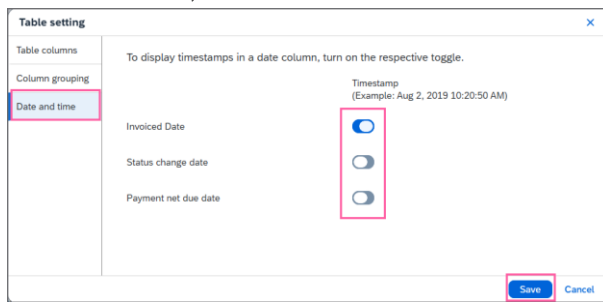 Table setting
Table columns
Column grouping
Date and time
To display timestamps in a date column, turn on the respective toggle.
Timestamp
(Example: Aug 2, 2019 10:20:50 AM)
Invoiced Date
Status change date
Payment net due date
Save Cancel